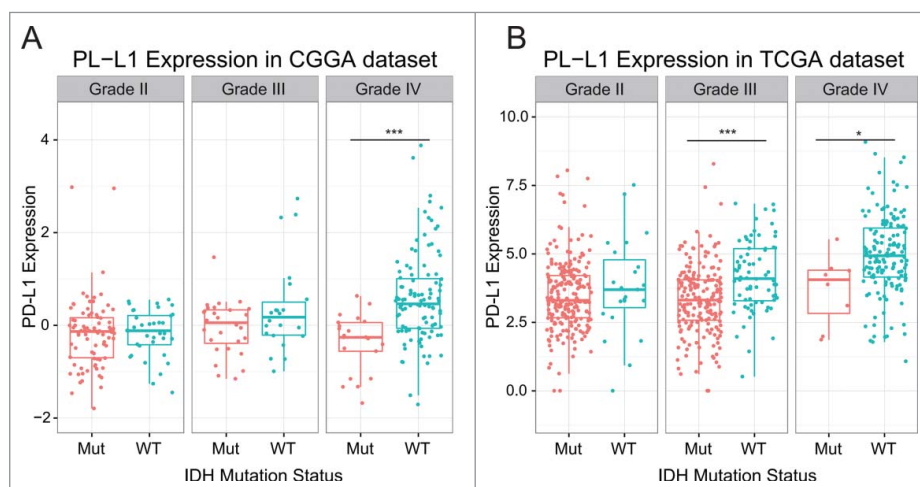 A
PL-L1 Expression in CGGA dataset
Grade II
Grade III
Grade IV
***
PD-L1 Expression
4
2
0
-2
Mut
WT
Mut
WT
Mut
WT
IDH Mutation Status
B
PL-L1 Expression in TCGA dataset
Grade II
Grade III
Grade IV
***
*
PD-L1 Expression
10.0
7.5
5.0
2.5
0.0
Mut
WT
Mut
WT
Mut
WT
IDH Mutation Status